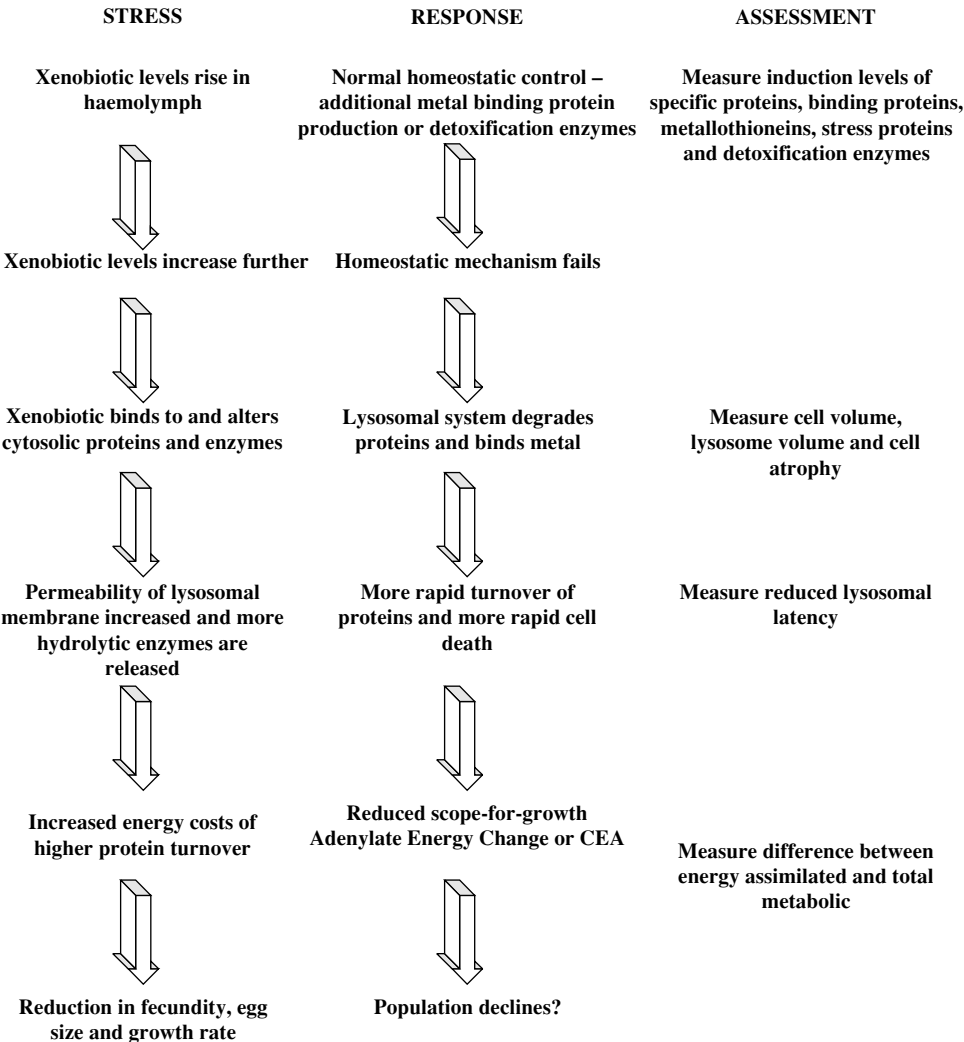 STRESS
RESPONSE
ASSESSMENT
Xenobiotic levels rise in
haemolymph
Normal homeostatic control –
additional metal binding protein
production or detoxification enzymes
Measure induction levels of
specific proteins, binding proteins,
metallothioneins, stress proteins
and detoxification enzymes
Xenobiotic levels increase further
Homeostatic mechanism fails
Xenobiotic binds to and alters
cytosolic proteins and enzymes
Lysosomal system degrades
proteins and binds metal
Measure cell volume,
lysosome volume and cell
atrophy
Permeability of lysosomal
membrane increased and more
hydrolytic enzymes are
released
More rapid turnover of
proteins and more rapid cell
death
Measure reduced lysosomal
latency
Increased energy costs of
higher protein turnover
Reduced scope-for-growth
Adenylate Energy Change or CEA
Measure difference between
energy assimilated and total
metabolic
Reduction in fecundity, egg
size and growth rate
Population declines?